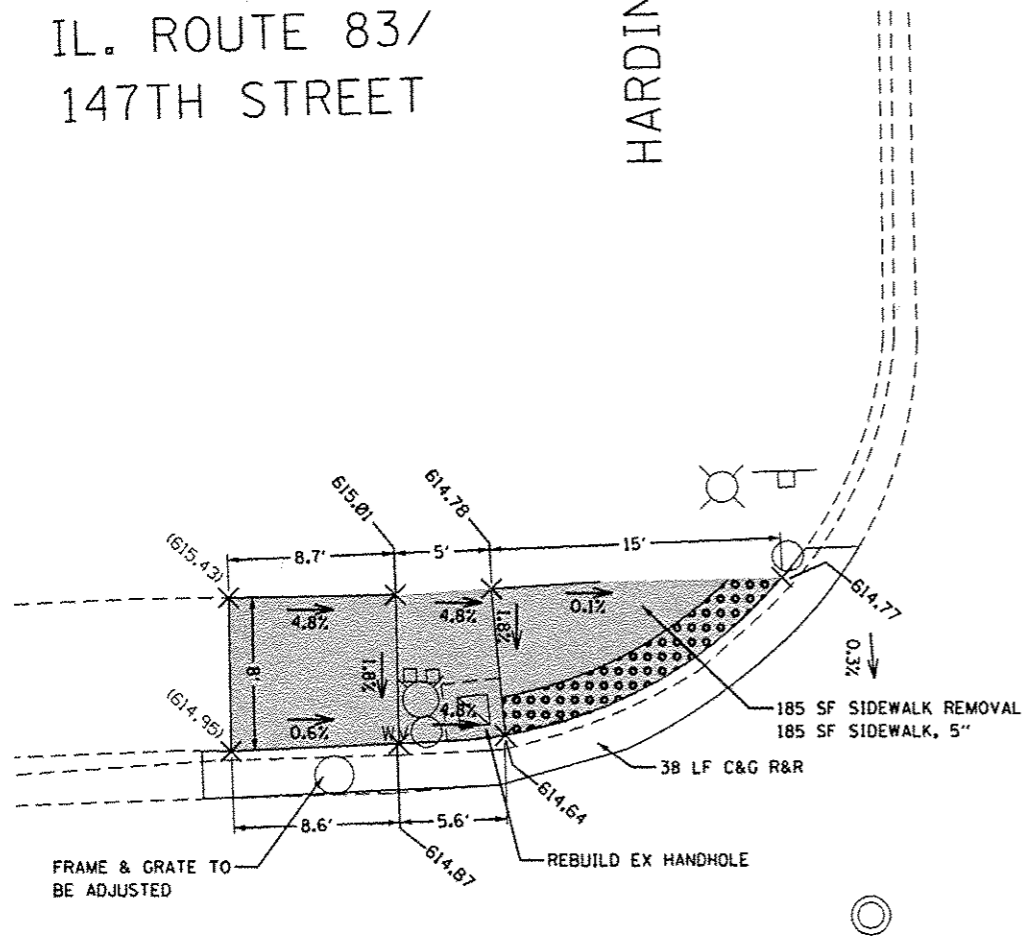 IL. ROUTE 83/
147TH STREET
HARDIN
615.01
614.78
(615.43)
8.7'
5'
15'
614.77
4.8%
4.8%
0.1%
1.8%
8'
1.8%
0.3%
(614.95)
0.6%
W
4.8%
185 SF SIDEWALK REMOVAL
185 SF SIDEWALK, 5"
38 LF C&G R&R
614.64
8.6'
5.6'
614.87
REBUILD EX HANDHOLE
FRAME & GRATE TO
BE ADJUSTED